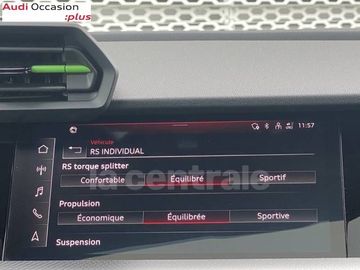 Audi Occasion
:plus
11:57
Véhicule
RS INDIVIDUAL
RS torque splitter
Confortable Équilibré Sportif
la centrale
Propulsion
Économique Équilibrée Sportive
Suspension